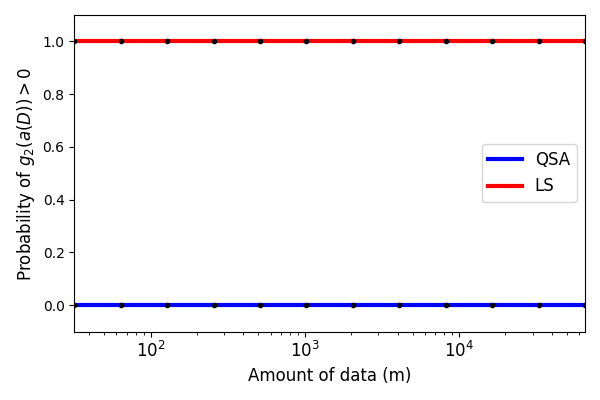 1.0
0.8
0.6
0.4
0.2
0.0
Probability of g₂(a(D)) > 0
QSA
LS
10² 10³ 10⁴
Amount of data (m)